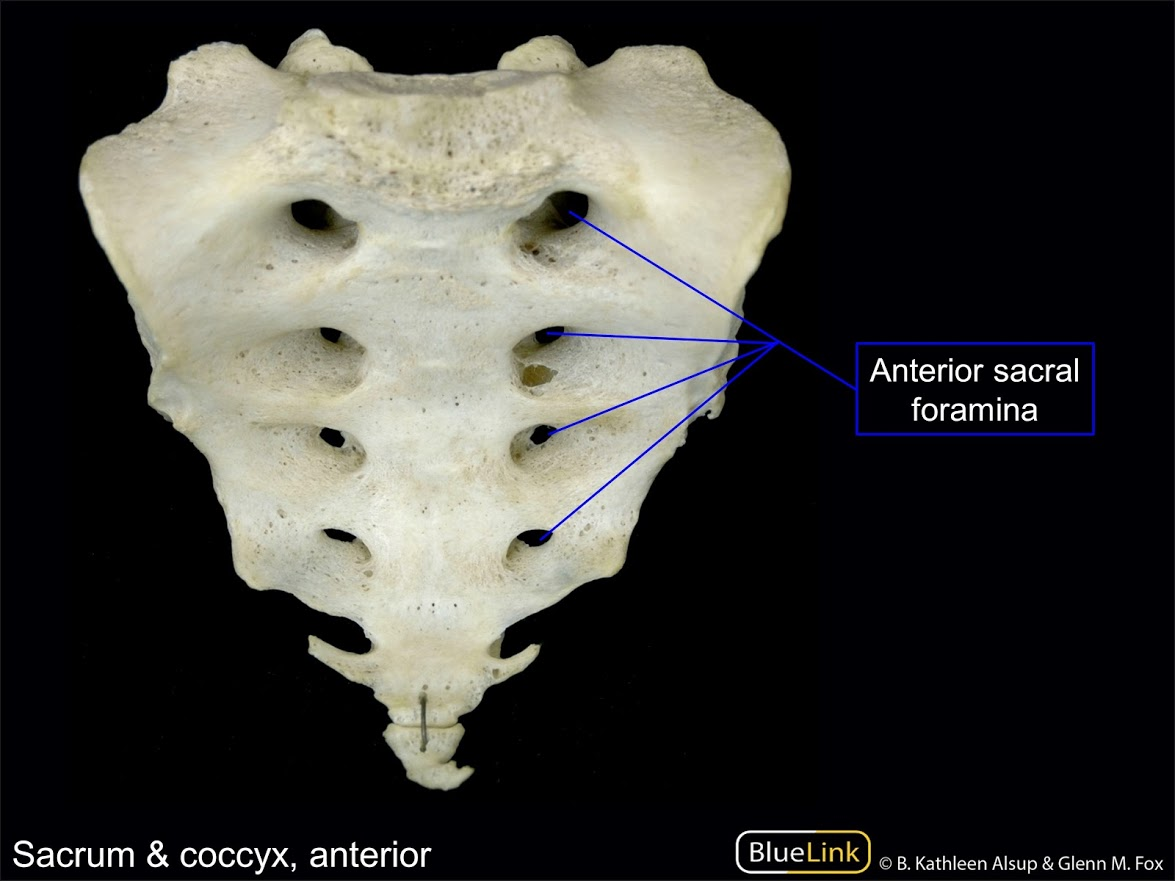 Anterior sacral
foramina
Sacrum & coccyx, anterior
BlueLink
© B. Kathleen Alsup & Glenn M. Fox